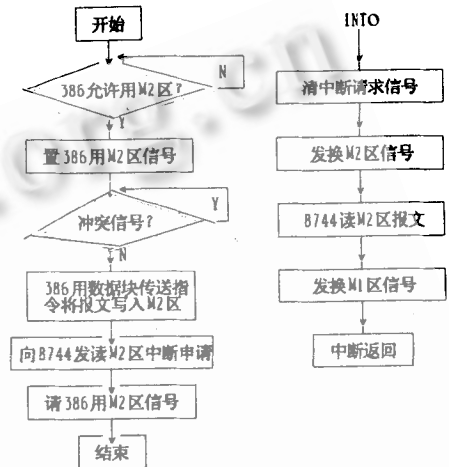 开始
386允许用M2区?
N
Y
置386用M2区信号
冲突信号?
Y
N
386用数据块传送指
令将报文写入M2区
向8744发读M2区中断申请
请386用M2区信号
结束
INTO
清中断请求信号
发换M2区信号
8744读M2区报文
发换M1区信号
中断返回